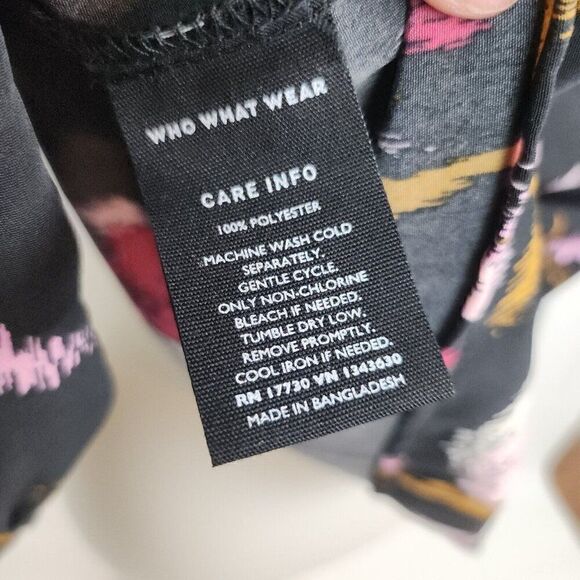 WHO WHAT WEAR
CARE INFO
100% POLYESTER
MACHINE WASH COLD
SEPARATELY.
GENTLE CYCLE.
ONLY NON-CHLORINE
BLEACH IF NEEDED.
TUMBLE DRY LOW.
REMOVE PROMPTLY.
COOL IRON IF NEEDED.
RN 17730 VN 1343630
MADE IN BANGLADESH